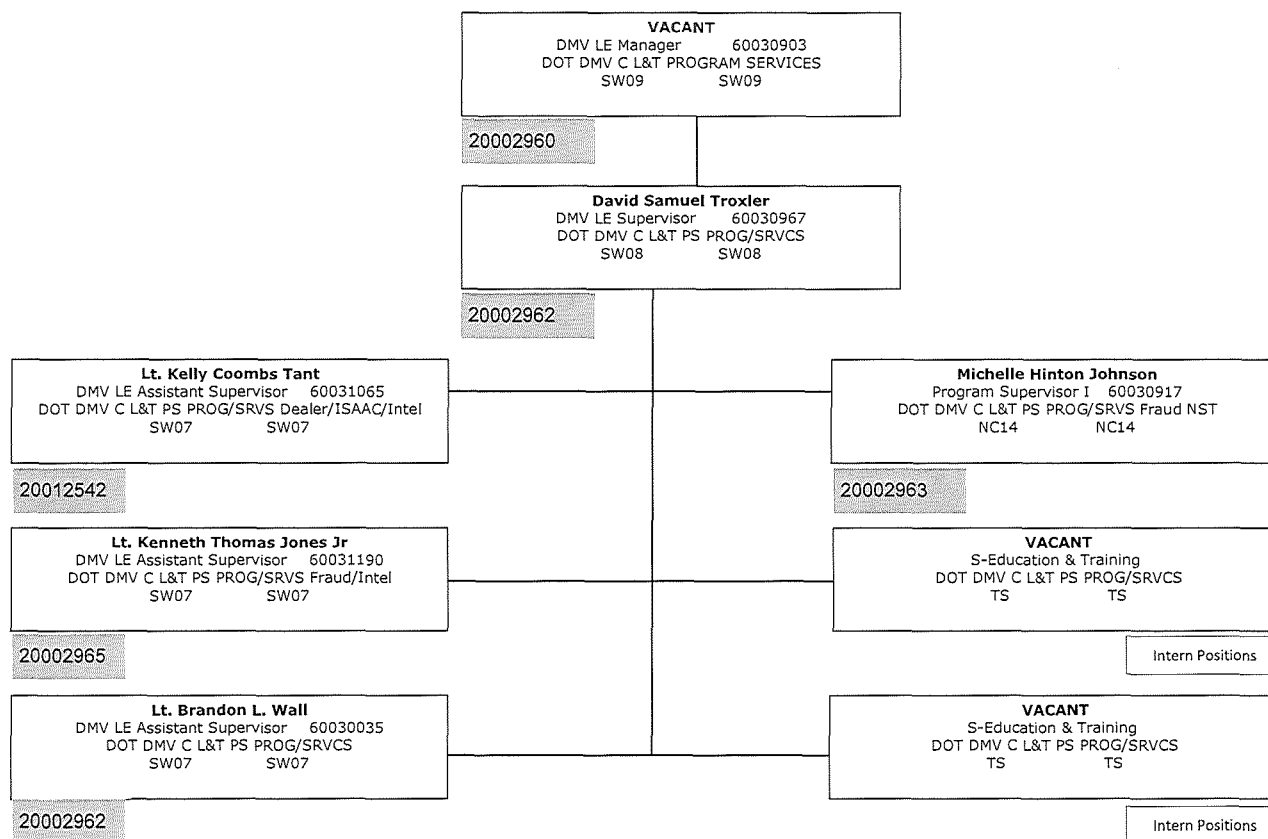 VACANT
DMV LE Manager 60030903
DOT DMV C L&T PROGRAM SERVICES
SW09 SW09
20002960
David Samuel Troxler
DMV LE Supervisor 60030967
DOT DMV C L&T PS PROG/SRVCS
SW08 SW08
20002962
Lt. Kelly Coombs Tant
DMV LE Assistant Supervisor 60031065
DOT DMV C L&T PS PROG/SRVS Dealer/ISAAC/Intel
SW07 SW07
20012542
Michelle Hinton Johnson
Program Supervisor I 60030917
DOT DMV C L&T PS PROG/SRVS Fraud NST
NC14 NC14
20002963
Lt. Kenneth Thomas Jones Jr
DMV LE Assistant Supervisor 60031190
DOT DMV C L&T PS PROG/SRVS Fraud/Intel
SW07 SW07
20002965
VACANT
S-Education & Training
DOT DMV C L&T PS PROG/SRVCS
TS TS
Intern Positions
Lt. Brandon L. Wall
DMV LE Assistant Supervisor 60030035
DOT DMV C L&T PS PROG/SRVCS
SW07 SW07
20002962
VACANT
S-Education & Training
DOT DMV C L&T PS PROG/SRVCS
TS TS
Intern Positions